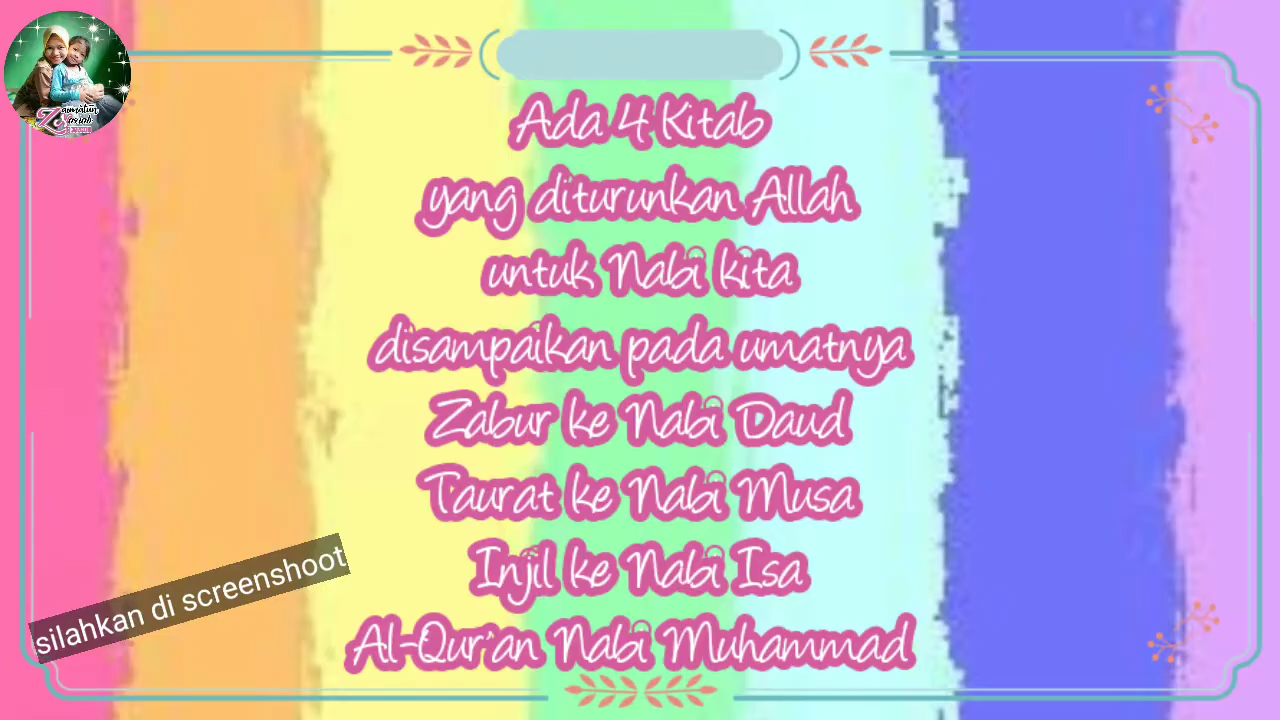 Ada 4 Kitab
yang diturunkan Allah
untuk Nabi kita
disampaikan pada umatnya
Zabur ke Nabi Daud
Taurat ke Nabi Musa
Injil ke Nabi Isa
Al-Qur'an Nabi Muhammad
silahkan di screenshoot